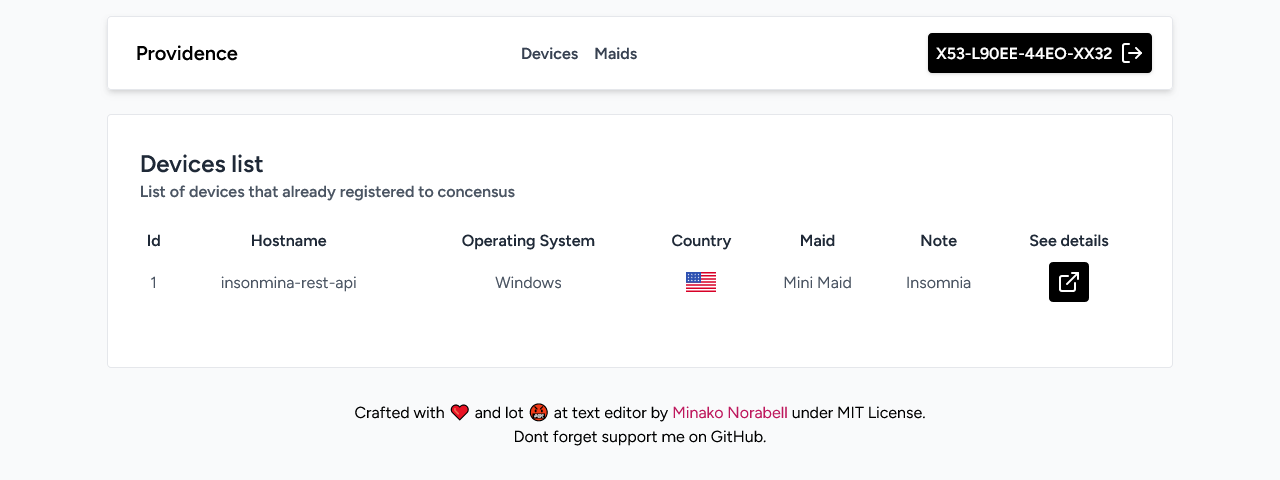 Providence
Devices Maids
X53-L90EE-44EO-XX32
Devices list
List of devices that already registered to concensus
Id Hostname Operating System Country Maid Note See details
1 insonmina-rest-api Windows Mini Maid Insomnia
Crafted with ❤️ and lot 🤬 at text editor by Minako Norabell under MIT License.
Dont forget support me on GitHub.